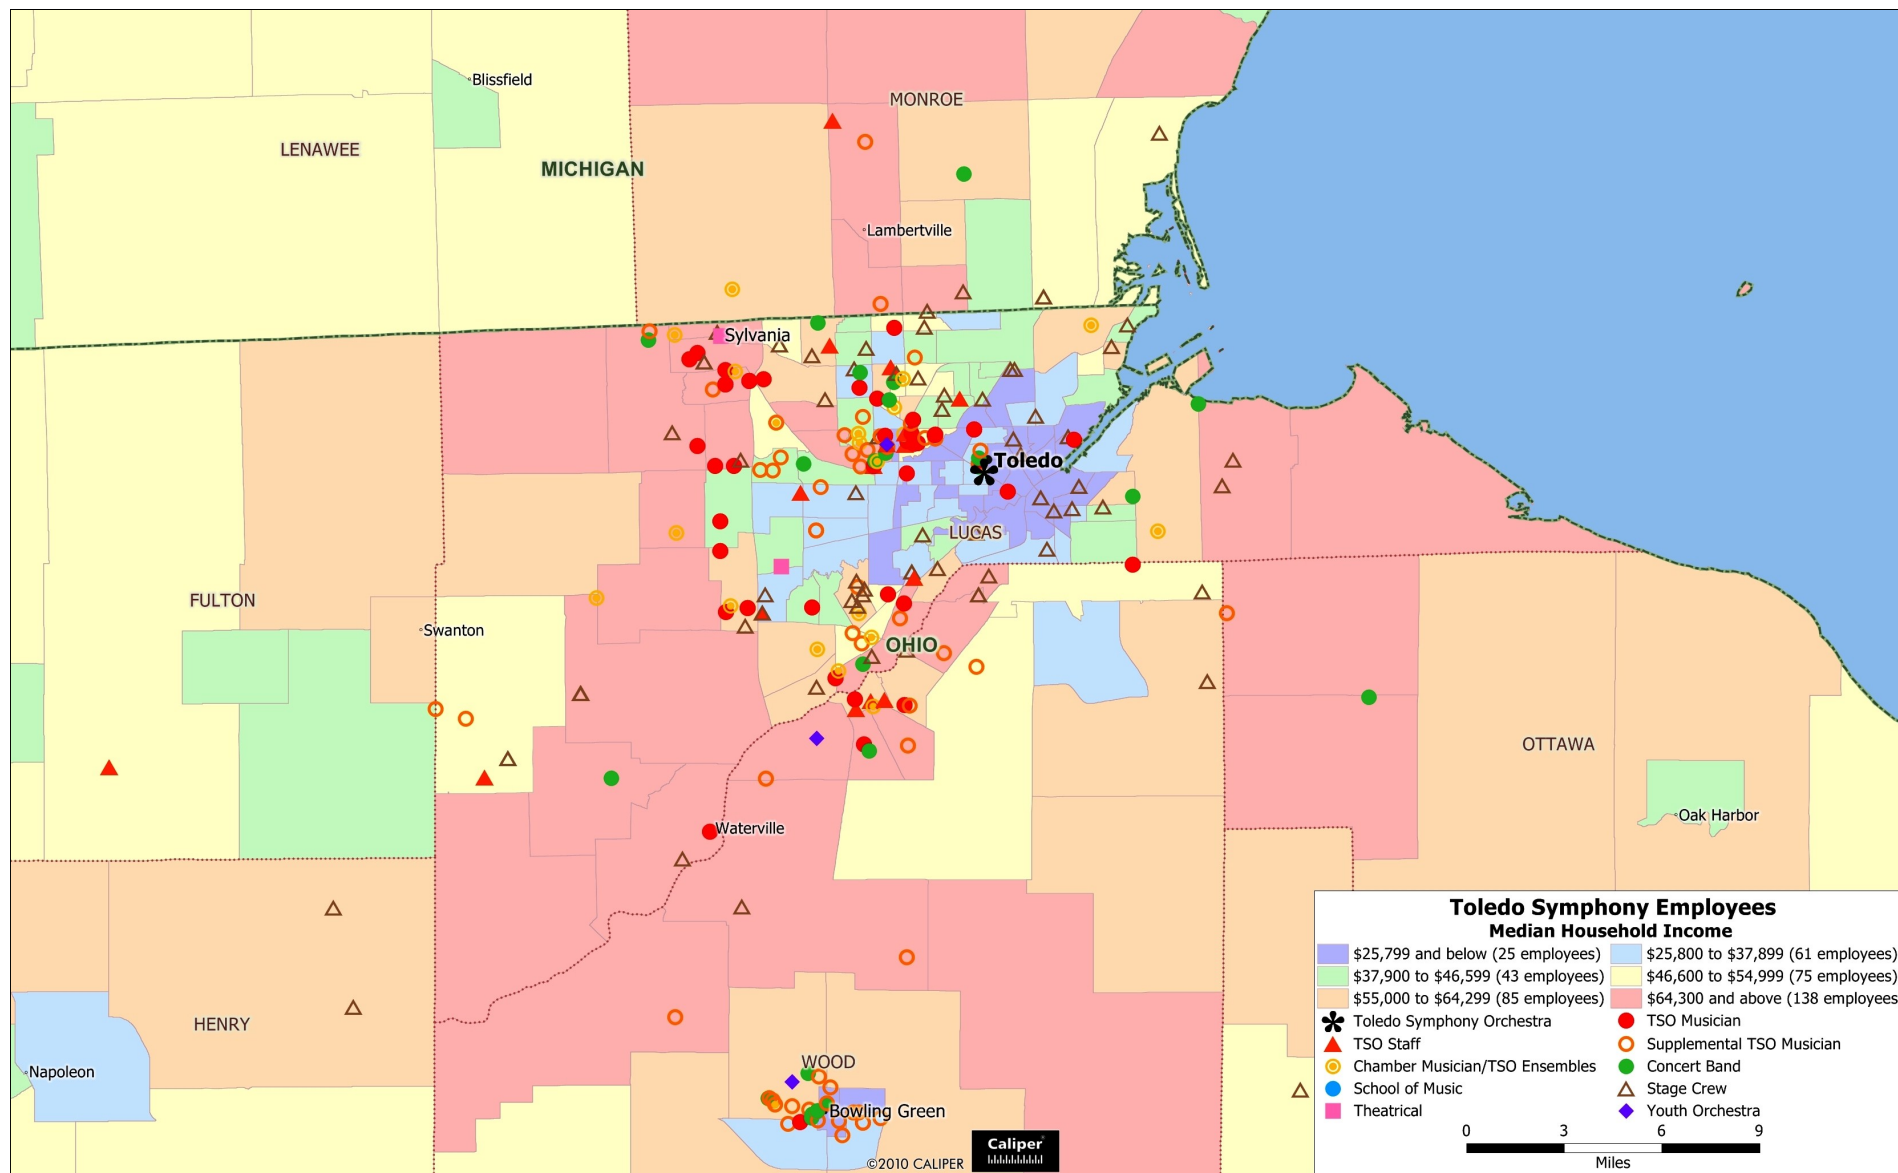 Blissfield
MONROE
LENAWEE
MICHIGAN
Lambertville
Sylvania
Toledo
LUCAS
FULTON
Swanton
OHIO
OTTAWA
Oak Harbor
Waterville
HENRY
WOOD
Napoleon
Bowling Green
Toledo Symphony Employees
Median Household Income
$25,799 and below (25 employees) $25,800 to $37,899 (61 employees)
$37,900 to $46,599 (43 employees) $46,600 to $54,999 (75 employees)
$55,000 to $64,299 (85 employees) $64,300 and above (138 employees
Toledo Symphony Orchestra TSO Musician
TSO Staff Supplemental TSO Musician
Chamber Musician/TSO Ensembles Concert Band
School of Music Stage Crew
Theatrical Youth Orchestra
0 3 6 9
Miles
Caliper
©2010 CALIPER